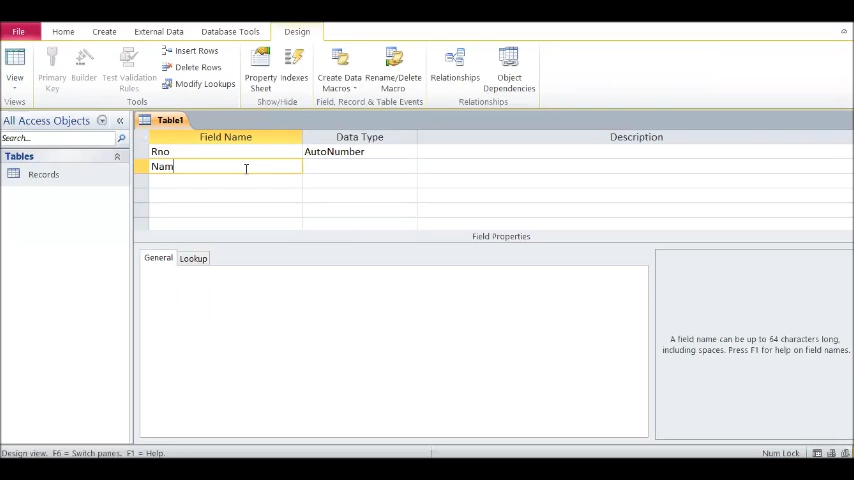 File Home Create External Data Database Tools Design
View Primary Key Builder Test Validation Rules Insert Rows Delete Rows Modify Lookups Property Sheet Indexes Create Data Macros Rename/Delete Macro Relationships Object Dependencies
Views Tools Show/Hide Field, Record & Table Events Relationships
All Access Objects « Table1
Search... Field Name Data Type Description
Tables Rno AutoNumber
Records Nam
Field Properties
General Lookup
A field name can be up to 64 characters long,
including spaces. Press F1 for help on field names.
Design view. F6 = Switch panes. F1 = Help. Num Lock